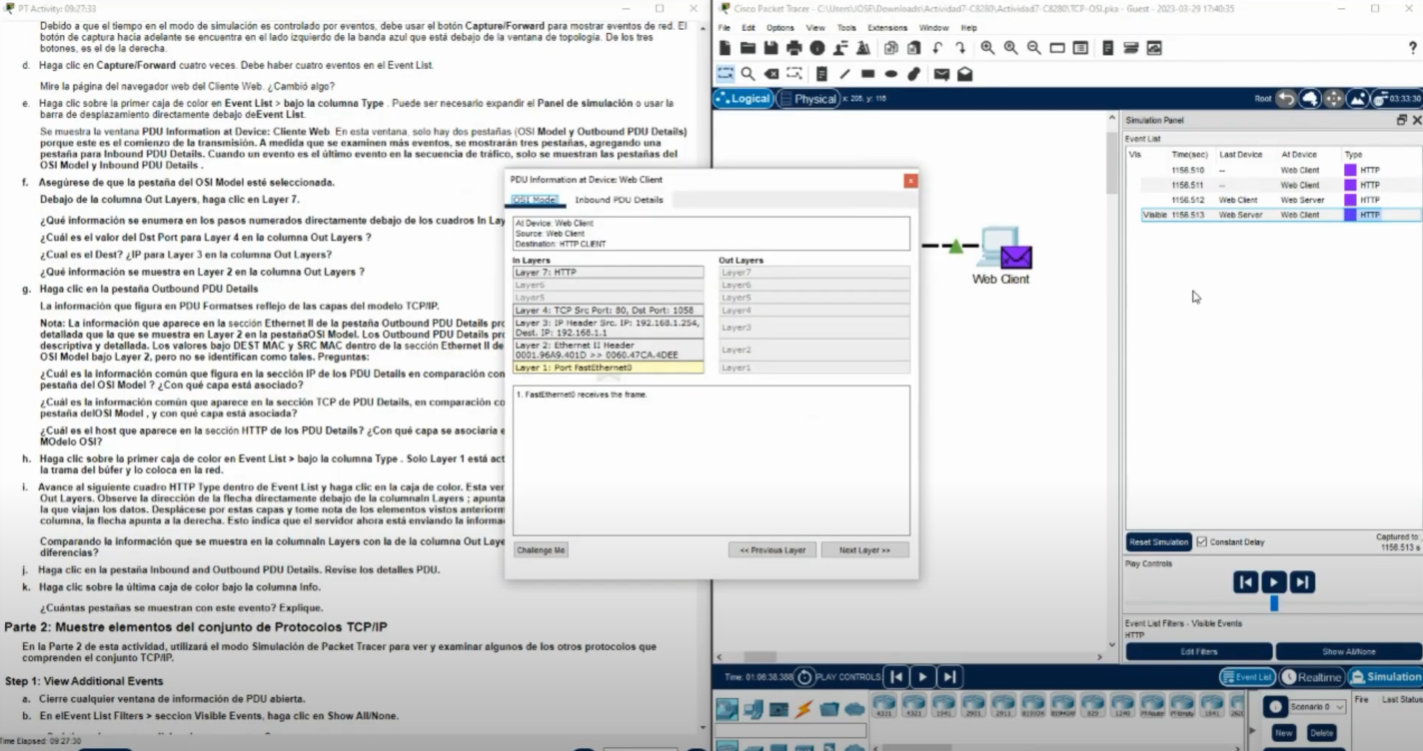 PT Activity: 09:27:33
Debido a que el tiempo en el modo de simulación es controlado por eventos, debe usar el botón Capture/Forward para mostrar eventos de red. El
botón de captura hacia adelante se encuentra en el lado izquierdo de la banda azul que está debajo de la ventana de topología. De los tres
botones, es el de la derecha.
d. Haga clic en Capture/Forward cuatro veces. Debe haber cuatro eventos en el Event List.
Mire la página del navegador web del Cliente Web. ¿Cambió algo?
e. Haga clic sobre la primer caja de color en Event List > bajo la columna Type . Puede ser necesario expandir el Panel de simulación o usar la
barra de desplazamiento directamente debajo deEvent List.
Se muestra la ventana PDU Information at Device: Cliente Web. En esta ventana, solo hay dos pestañas (OSI Model y Outbound PDU Details)
porque este es el comienzo de la transmisión. A medida que se examinen más eventos, se mostrarán tres pestañas, agregando una
pestaña para Inbound PDU Details. Cuando un evento es el último evento en la secuencia de tráfico, solo se muestran las pestañas del
OSI Model y Inbound PDU Details .
f. Asegúrese de que la pestaña del OSI Model esté seleccionada.
Debajo de la columna Out Layers, haga clic en Layer 7.
¿Qué información se enumera en los pasos numerados directamente debajo de los cuadros In Lay
¿Cuál es el valor del Dst Port para Layer 4 en la columna Out Layers ?
¿Cual es el Dest? ¿IP para Layer 3 en la columna Out Layers?
¿Qué información se muestra en Layer 2 en la columna Out Layers ?
g. Haga clic en la pestaña Outbound PDU Details
La información que figura en PDU Formatses reflejo de las capas del modelo TCP/IP.
Nota: La información que aparece en la sección Ethernet II de la pestaña Outbound PDU Details pro
detallada que la que se muestra en Layer 2 en la pestañaOSI Model. Los Outbound PDU Details pro
descriptiva y detallada. Los valores bajo DEST MAC y SRC MAC dentro de la sección Ethernet II de
OSI Model bajo Layer 2, pero no se identifican como tales. Preguntas:
¿Cuál es la información común que figura en la sección IP de los PDU Details en comparación con
pestaña del OSI Model ? ¿Con qué capa está asociado?
¿Cuál es la información común que aparece en la sección TCP de PDU Details, en comparación co
pestaña delOSI Model , y con qué capa está asociada?
¿Cuál es el host que aparece en la sección HTTP de los PDU Details? ¿Con qué capa se asociaría e
MOdelo OSI?
h. Haga clic sobre la primer caja de color en Event List > bajo la columna Type . Solo Layer 1 está act
la trama del búfer y lo coloca en la red.
i. Avance al siguiente cuadro HTTP Type dentro de Event List y haga clic en la caja de color. Esta ver
Out Layers. Observe la dirección de la flecha directamente debajo de la columnaIn Layers ; apunta
la que viajan los datos. Desplácese por estas capas y tome nota de los elementos vistos anteriorm
columna, la flecha apunta a la derecha. Esto indica que el servidor ahora está enviando la informa
Comparando la información que se muestra en la columnaIn Layers con la de la columna Out Laye
diferencias?
j. Haga clic en la pestaña Inbound and Outbound PDU Details. Revise los detalles PDU.
k. Haga clic sobre la última caja de color bajo la columna Info.
¿Cuántas pestañas se muestran con este evento? Explique.
Parte 2: Muestre elementos del conjunto de Protocolos TCP/IP
En la Parte 2 de esta actividad, utilizará el modo Simulación de Packet Tracer para ver y examinar algunos de los otros protocolos que
comprenden el conjunto TCP/IP.
Step 1: View Additional Events
a. Cierre cualquier ventana de información de PDU abierta.
b. En elEvent List Filters > seccion Visible Events, haga clic en Show All/None.
Time Elapsed: 09:27:30
PDU Information at Device: Web Client
OSI Model Inbound PDU Details
At Device: Web Client
Source: Web Client
Destination: HTTP CLIENT
In Layers Out Layers
Layer 7: HTTP Layer7
Layer6 Layer6
Layer5 Layer5
Layer 4: TCP Src Port: 80, Dst Port: 1058 Layer4
Layer 3: IP Header Src. IP: 192.168.1.254,
Dest. IP: 192.168.1.1 Layer3
Layer 2: Ethernet II Header
0001.96A9.401D >> 0060.47CA.4DEE Layer2
Layer 1: Port FastEthernet0 Layer1
1. FastEthernet0 receives the frame.
Challenge Me << Previous Layer Next Layer >>
Cisco Packet Tracer - C:\Users\JOSE\Downloads\Actividad7-C8280\Actividad7-C8280\TCP-OSI.pka - Guest - 2023-03-29 17:40:35
File Edit Options View Tools Extensions Window Help
Logical Physical x: 205, y: 115 Root 03:33:30
Web Client
Simulation Panel
Event List
Vis Time(sec) Last Device At Device Type
1156.510 -- Web Client HTTP
1156.511 -- Web Client HTTP
1156.512 Web Client Web Server HTTP
Visible 1156.513 Web Server Web Client HTTP
Reset Simulation Constant Delay Captured to:
1156.513 s
Play Controls
Event List Filters - Visible Events
HTTP
Edit Filters Show All/None
Time: 01:06:38.388 PLAY CONTROLS: Event List Realtime Simulation
4331 4321 1941 2901 2911 819IOX 819HGW 829 1240 PT-Router PT-Empty 1841
Scenario 0 Fire Last Status
New Delete